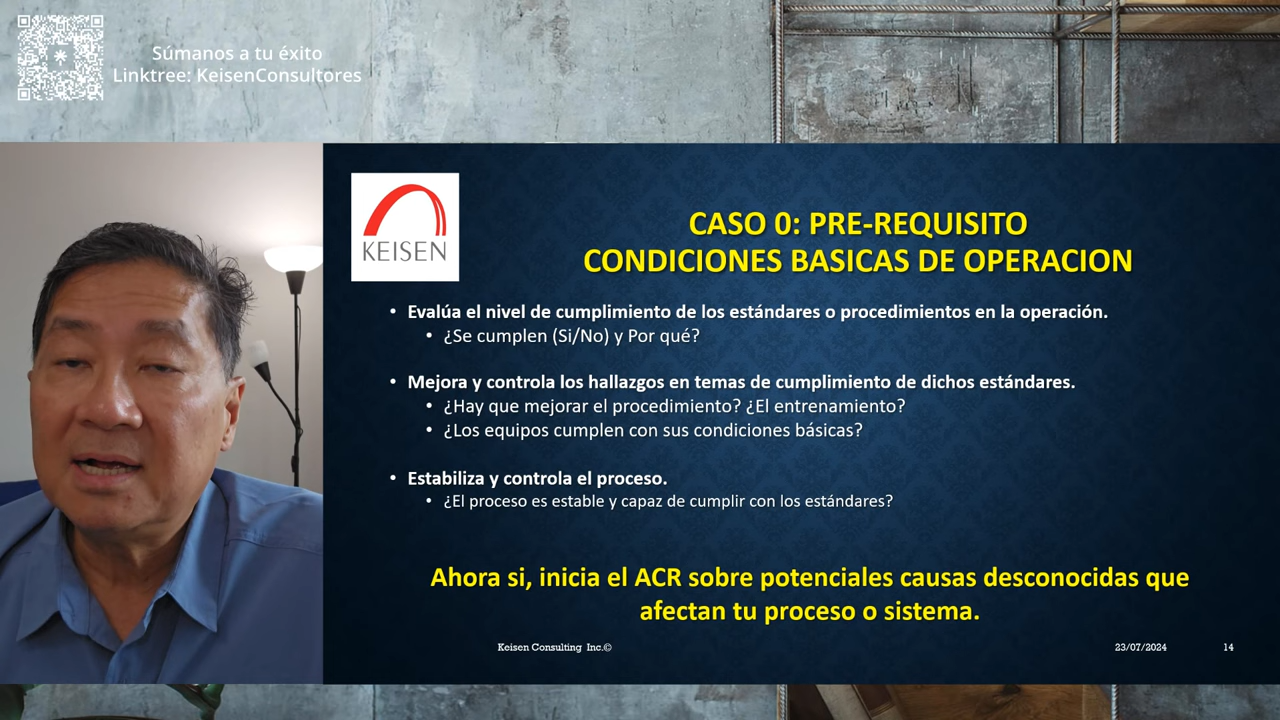 Súmanos a tu éxito
Linktree: KeisenConsultores
KEISEN
CASO 0: PRE-REQUISITO
CONDICIONES BASICAS DE OPERACION
• Evalúa el nivel de cumplimiento de los estándares o procedimientos en la operación.
• ¿Se cumplen (Si/No) y Por qué?
• Mejora y controla los hallazgos en temas de cumplimiento de dichos estándares.
• ¿Hay que mejorar el procedimiento? ¿El entrenamiento?
• ¿Los equipos cumplen con sus condiciones básicas?
• Estabiliza y controla el proceso.
• ¿El proceso es estable y capaz de cumplir con los estándares?
Ahora si, inicia el ACR sobre potenciales causas desconocidas que
afectan tu proceso o sistema.
Keisen Consulting Inc.©
23/07/2024
14